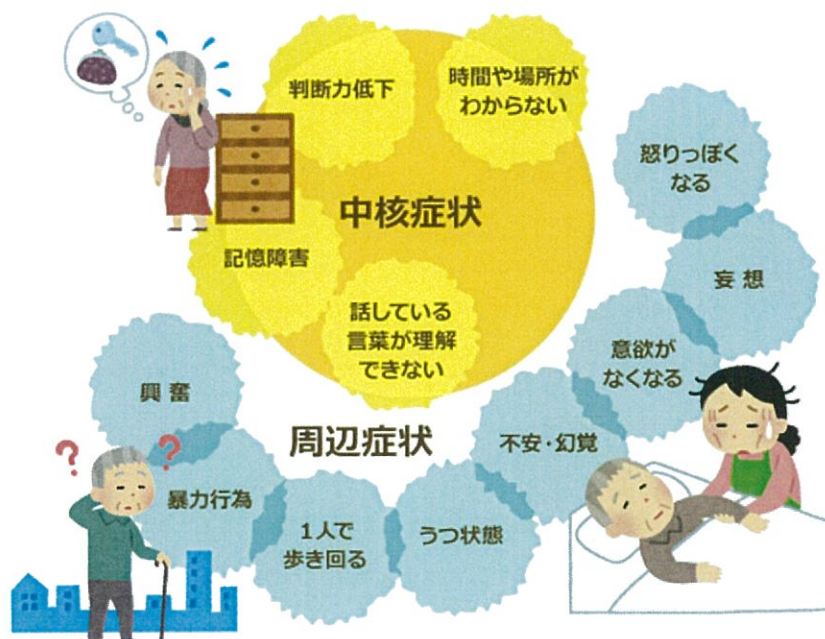 判断力低下
時間や場所が
わからない
中核症状
記憶障害
話している
言葉が理解
できない
怒りっぽく
なる
妄想
意欲が
なくなる
不安・幻覚
周辺症状
興奮
暴力行為
1人で
歩き回る
うつ状態
?
?